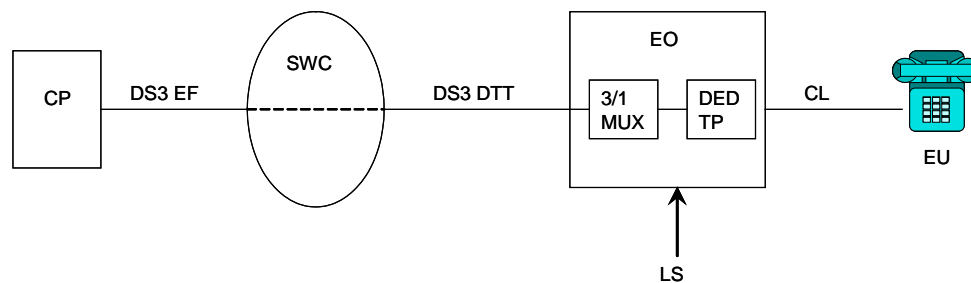 CP
DS3 EF
SWC
DS3 DTT
EO
3/1
MUX
DED
TP
CL
EU
LS